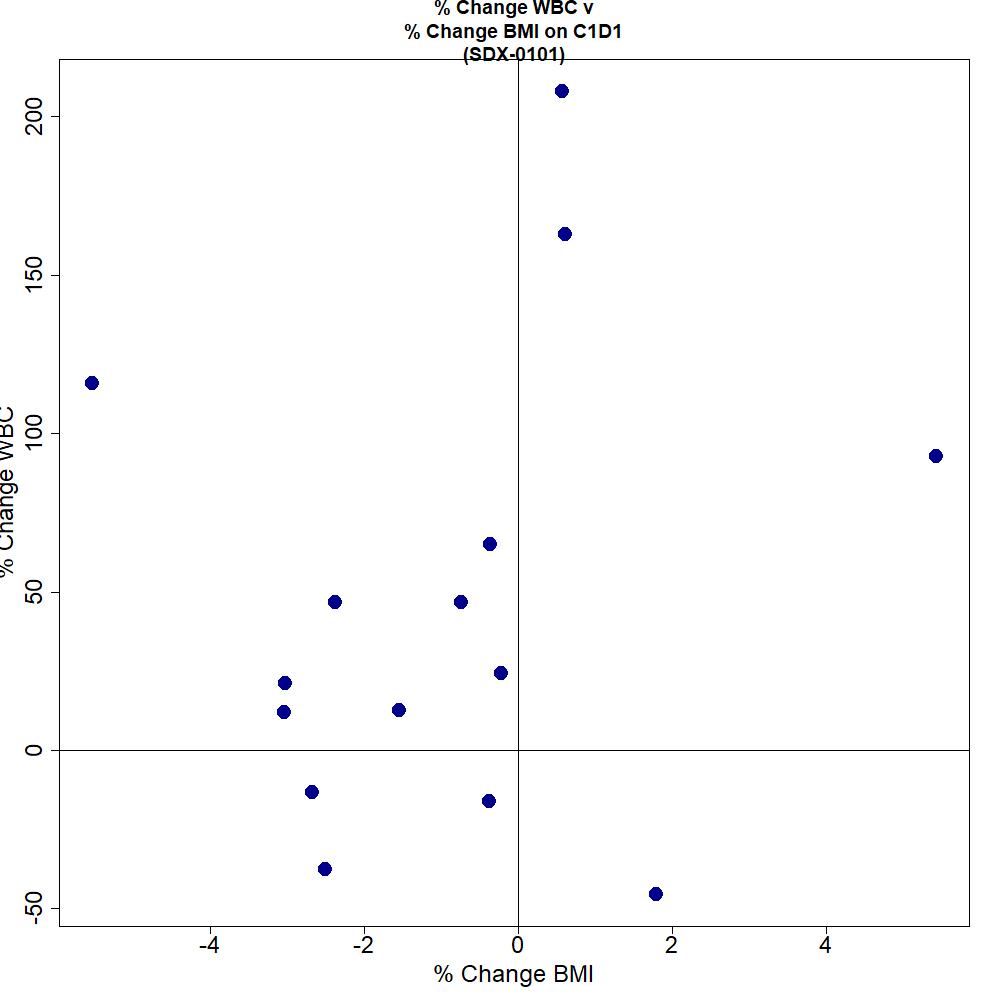 % Change WBC v
% Change BMI on C1D1
(SDX-0101)
% Change WBC
200
150
100
50
0
-50
-4
-2
0
2
4
% Change BMI